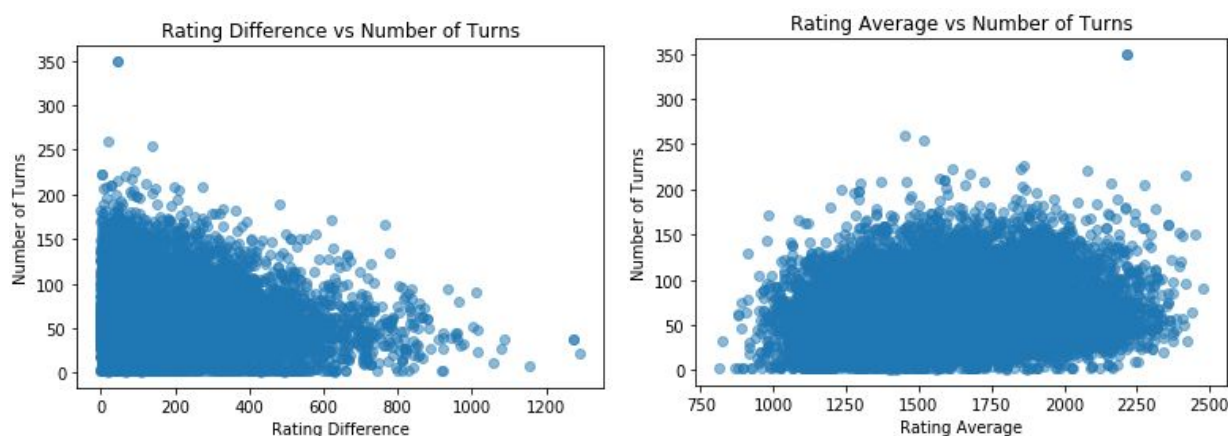 Rating Difference vs Number of Turns
350
300
250
200
150
100
50
0
Number of Turns
0 200 400 600 800 1000 1200
Rating Difference
Rating Average vs Number of Turns
350
300
250
200
150
100
50
0
Number of Turns
750 1000 1250 1500 1750 2000 2250 2500
Rating Average